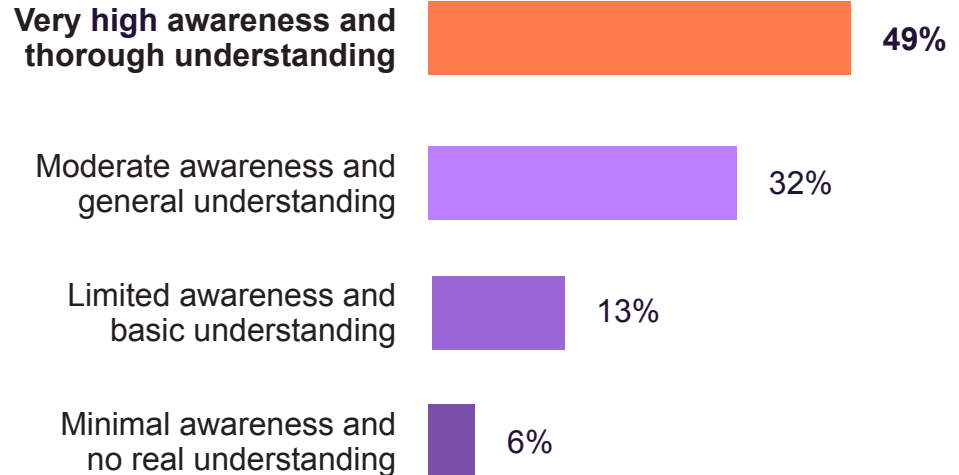 Very high awareness and
thorough understanding
49%
Moderate awareness and
general understanding
32%
Limited awareness and
basic understanding
13%
Minimal awareness and
no real understanding
6%